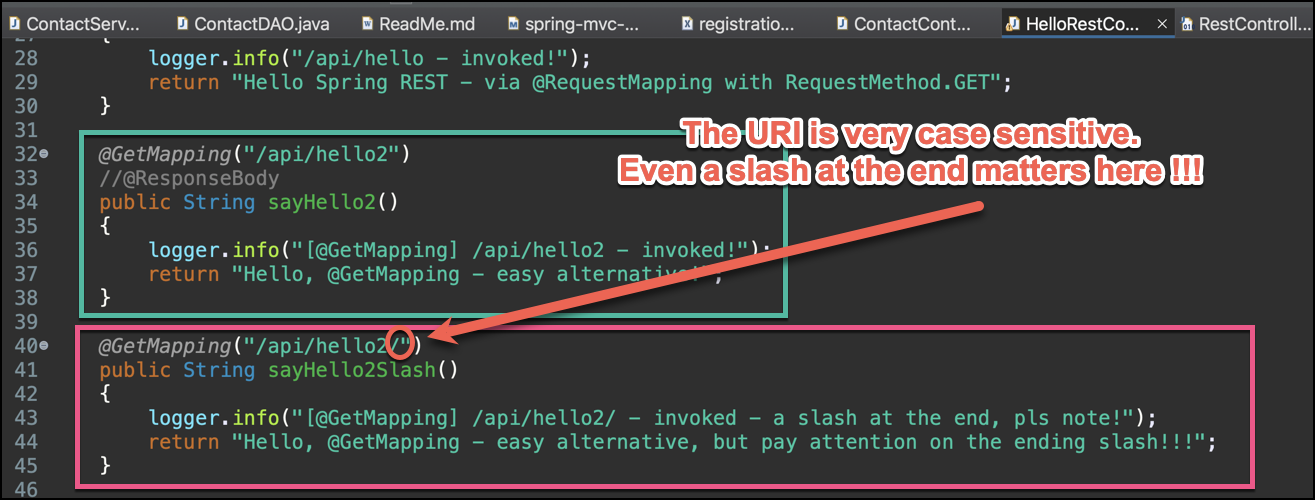 ContactServ... ContactDAO.java ReadMe.md spring-mvc-... registratio... ContactCont... HelloRestCo... RestControll...
28 logger.info("/api/hello - invoked!");
29 return "Hello Spring REST - via @RequestMapping with RequestMethod.GET";
30 }
31
The URI is very case sensitive.
Even a slash at the end matters here !!!
32 @GetMapping("/api/hello2")
33 //@ResponseBody
34 public String sayHello2()
35 {
36 logger.info("[@GetMapping] /api/hello2 - invoked!");
37 return "Hello, @GetMapping - easy alternative!";
38 }
39
40 @GetMapping("/api/hello2/")
41 public String sayHello2Slash()
42 {
43 logger.info("[@GetMapping] /api/hello2/ - invoked - a slash at the end, pls note!");
44 return "Hello, @GetMapping - easy alternative, but pay attention on the ending slash!!!";
45 }
46